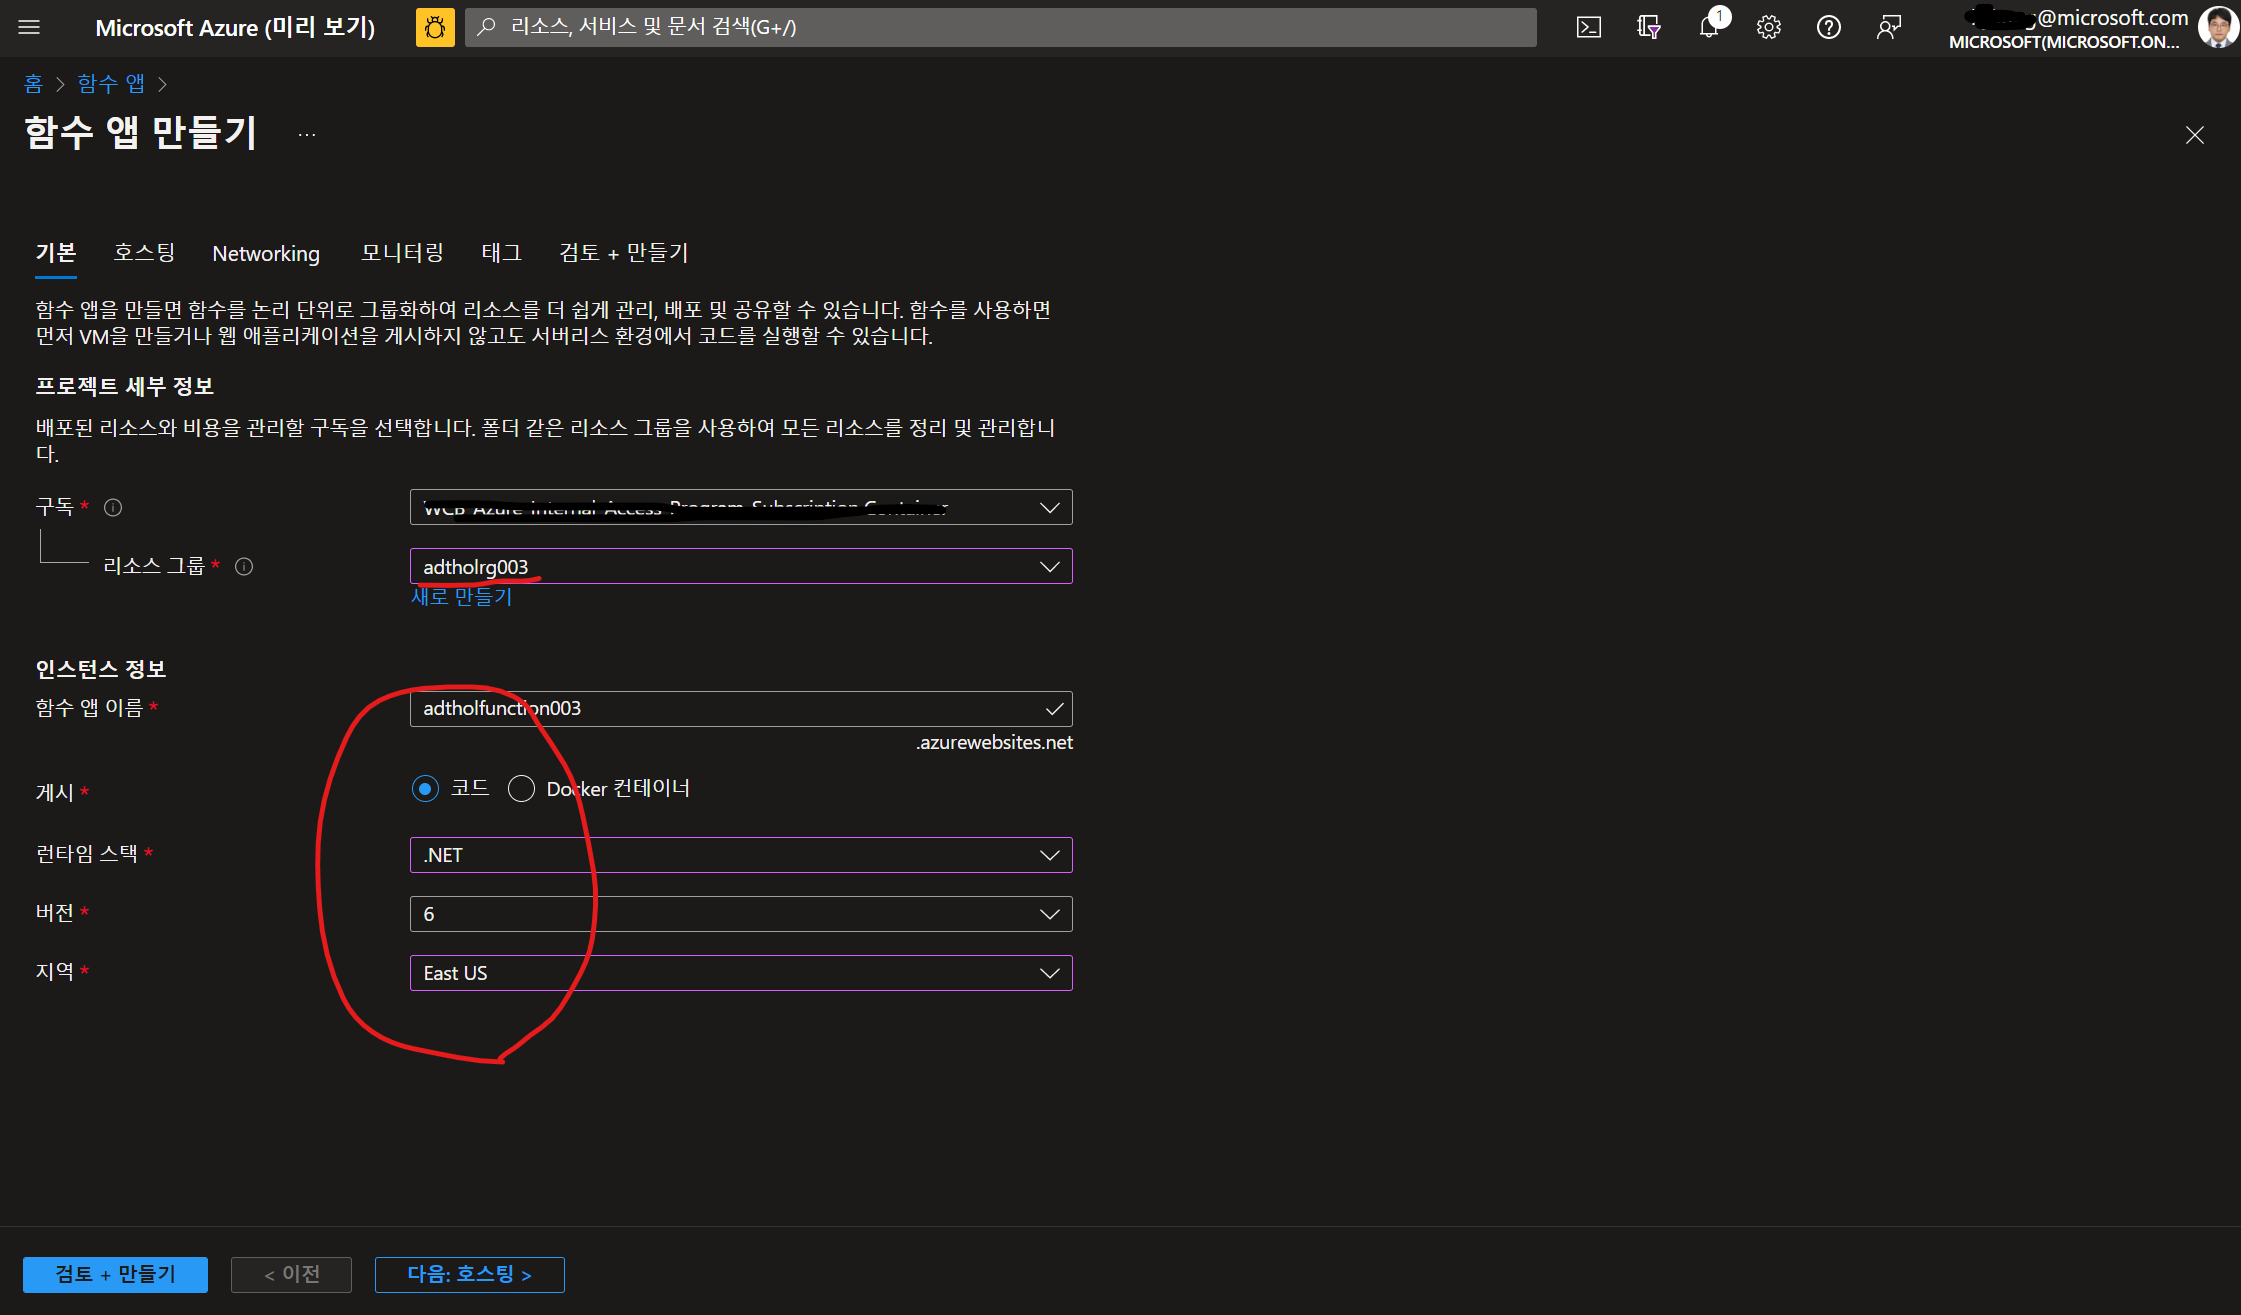 Microsoft Azure (미리 보기)
리소스, 서비스 및 문서 검색(G+/)
1
@microsoft.com
MICROSOFT(MICROSOFT.ON...
홈 > 함수 앱 >
함수 앱 만들기 ...
기본 호스팅 Networking 모니터링 태그 검토 + 만들기
함수 앱을 만들면 함수를 논리 단위로 그룹화하여 리소스를 더 쉽게 관리, 배포 및 공유할 수 있습니다. 함수를 사용하면
먼저 VM을 만들거나 웹 애플리케이션을 게시하지 않고도 서버리스 환경에서 코드를 실행할 수 있습니다.
프로젝트 세부 정보
배포된 리소스와 비용을 관리할 구독을 선택합니다. 폴더 같은 리소스 그룹을 사용하여 모든 리소스를 정리 및 관리합니
다.
구독 *
리소스 그룹 * adtholrg003
새로 만들기
인스턴스 정보
함수 앱 이름 * adtholfunction003
.azurewebsites.net
게시 * 코드 Docker 컨테이너
런타임 스택 * .NET
버전 * 6
지역 * East US
검토 + 만들기 < 이전 다음: 호스팅 >